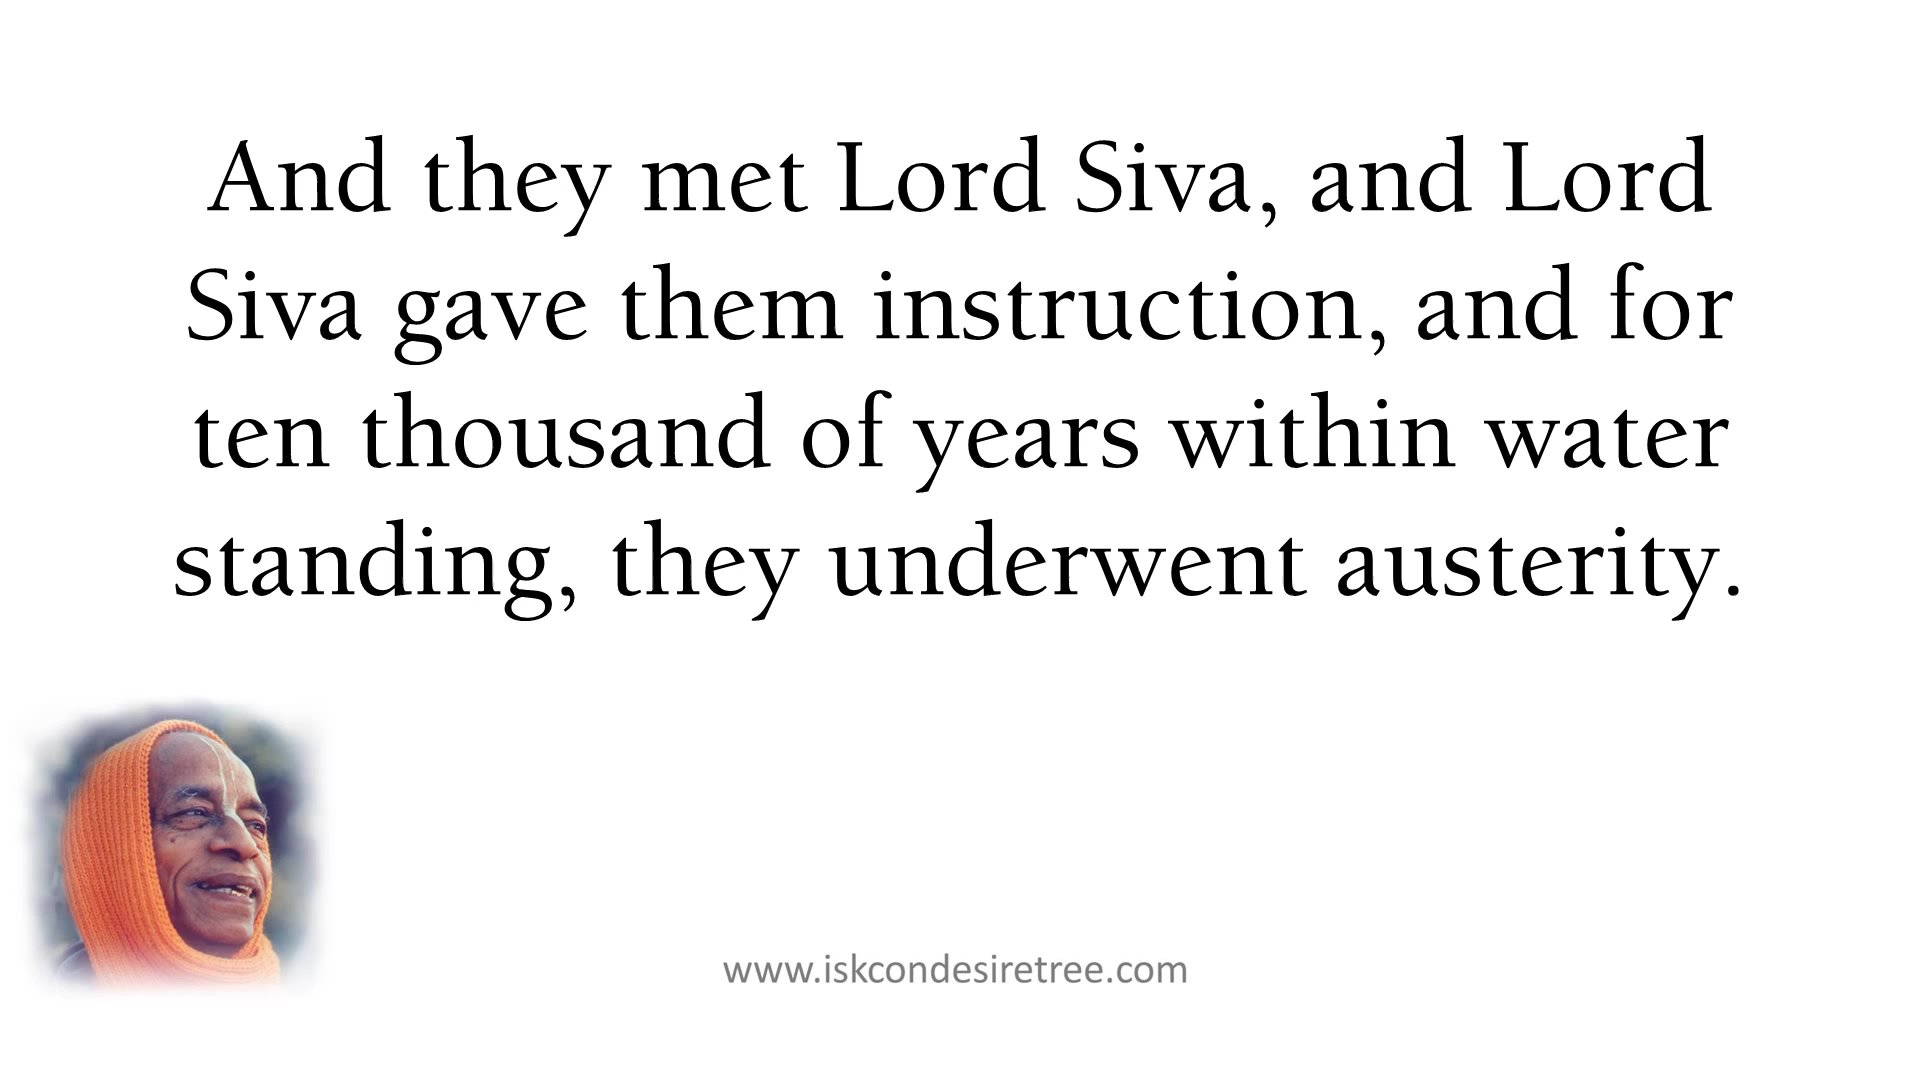 And they met Lord Siva, and Lord
Siva gave them instruction, and for
ten thousand of years within water
standing, they underwent austerity.
www.iskcondesiretree.com